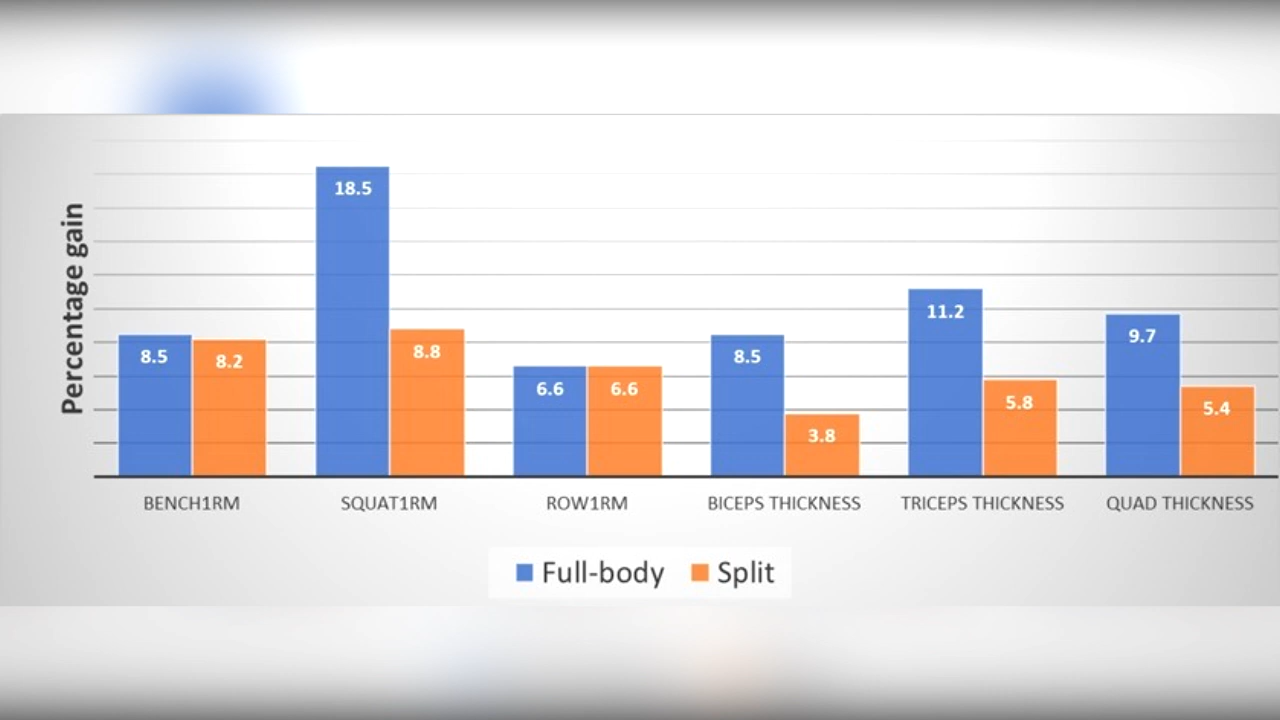 Percentage gain
18.5
11.2
9.7
8.5
8.2
8.8
6.6
6.6
8.5
3.8
5.8
5.4
BENCH1RM
SQUAT1RM
ROW1RM
BICEPS THICKNESS
TRICEPS THICKNESS
QUAD THICKNESS
Full-body
Split